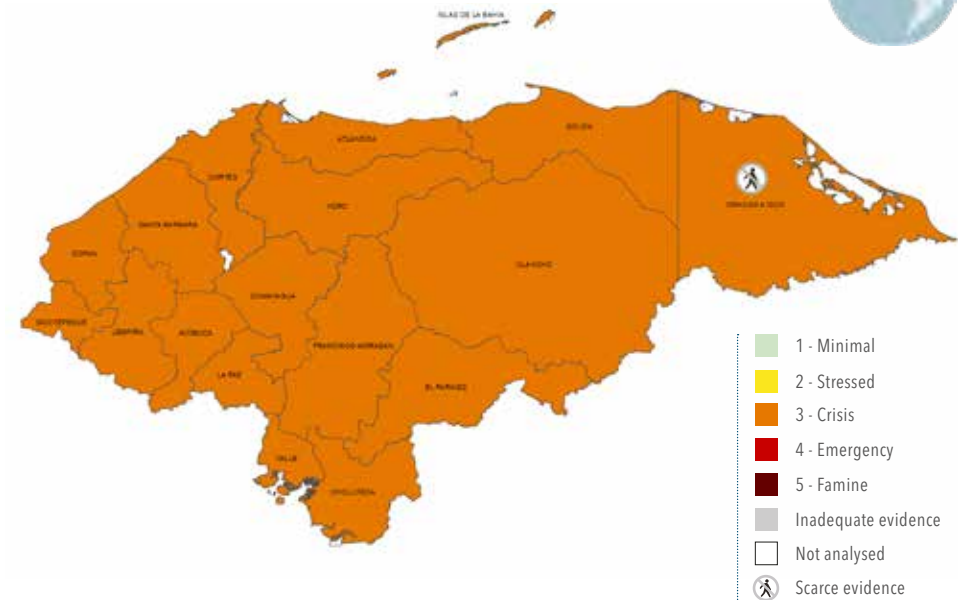 ISLAS DE LA BAHIA
ATLANTIDA
COLON
CORTES
YORO
GRACIAS A DIOS
SANTA BARBARA
COPAN
OLANCHO
COMAYAGUA
OCOTEPEQUE
LEMPIRA
INTIBUCA
FRANCISCO MORAZAN
LA PAZ
EL PARAISO
VALLE
CHOLUTECA
1 - Minimal
2 - Stressed
3 - Crisis
4 - Emergency
5 - Famine
Inadequate evidence
Not analysed
Scarce evidence